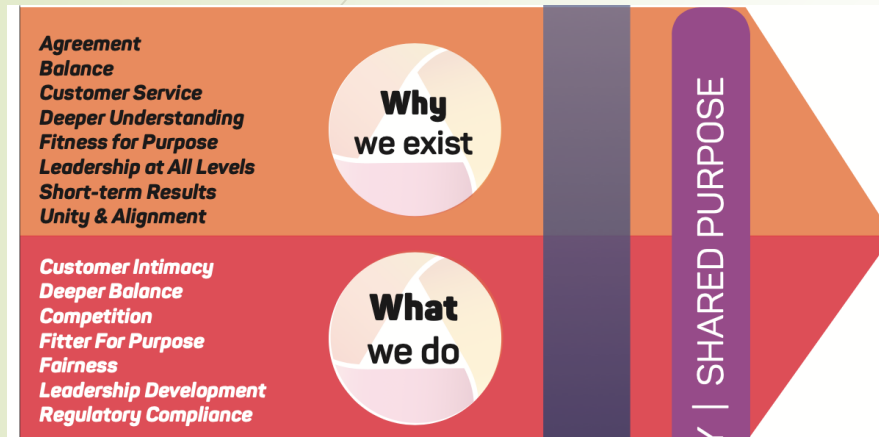 Agreement
Balance
Customer Service
Deeper Understanding
Fitness for Purpose
Leadership at All Levels
Short-term Results
Unity & Alignment
Why
we exist
Customer Intimacy
Deeper Balance
Competition
Fitter For Purpose
Fairness
Leadership Development
Regulatory Compliance
What
we do
| SHARED PURPOSE